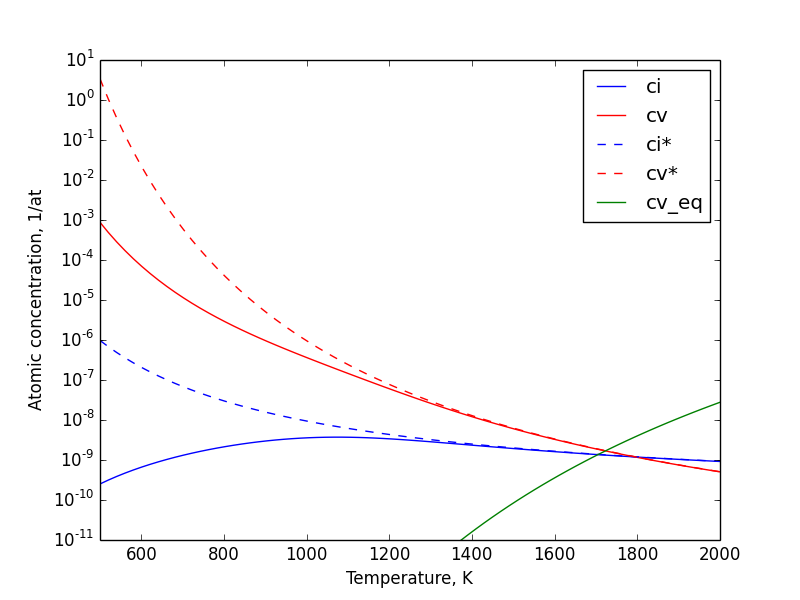 10^1
10^0
10^-1
10^-2
10^-3
10^-4
10^-5
10^-6
10^-7
10^-8
10^-9
10^-10
10^-11
Atomic concentration, 1/at
ci
cv
ci*
cv*
cv_eq
600 800 1000 1200 1400 1600 1800 2000
Temperature, K